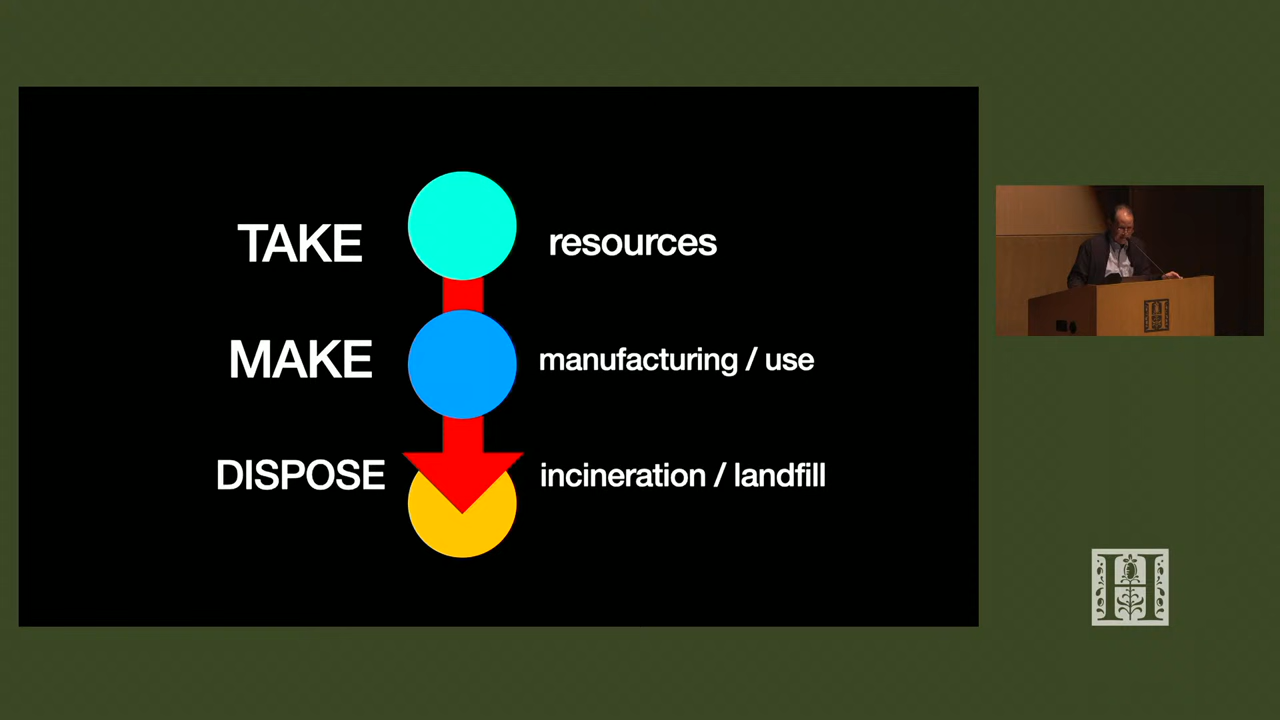 TAKE resources
MAKE manufacturing / use
DISPOSE incineration / landfill
H